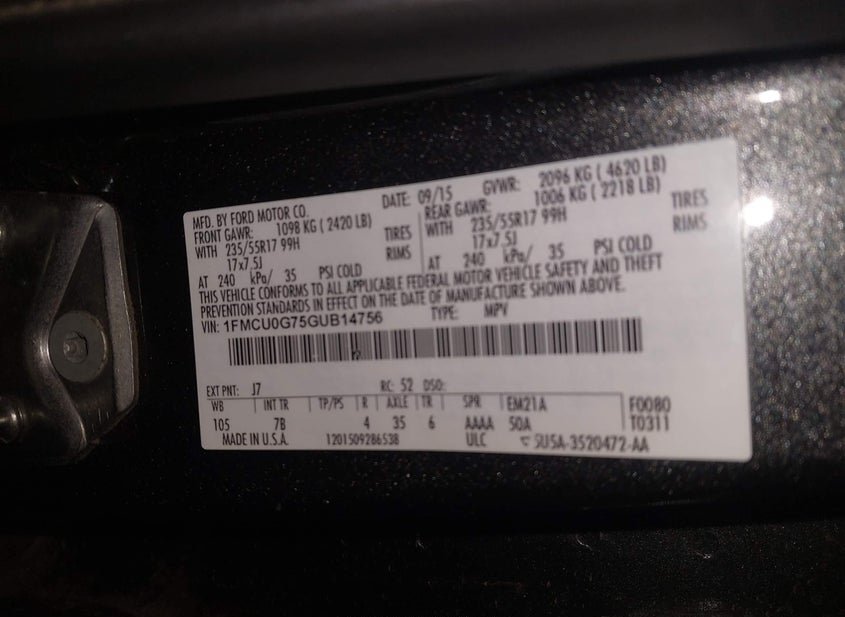 MFD. BY FORD MOTOR CO. DATE: 09/15 GVWR: 2096 KG ( 4620 LB)
FRONT GAWR: 1098 KG ( 2420 LB) REAR GAWR: 1006 KG ( 2218 LB)
WITH 235/55R17 99H TIRES WITH 235/55R17 99H TIRES
17x7.5J RIMS 17x7.5J RIMS
AT 240 kPa/ 35 PSI COLD AT 240 kPa/ 35 PSI COLD
THIS VEHICLE CONFORMS TO ALL APPLICABLE FEDERAL MOTOR VEHICLE SAFETY AND THEFT
PREVENTION STANDARDS IN EFFECT ON THE DATE OF MANUFACTURE SHOWN ABOVE.
VIN: 1FMCU0G75GUB14756 TYPE: MPV
EXT PNT: J7 RC: 52 DSO:
WB INT TR TP/PS R AXLE TR SPR EM21A F0080
105 7B 4 35 6 AAAA 50A T0311
MADE IN U.S.A. 1201509286538 ULC 5U5A-3520472-AA